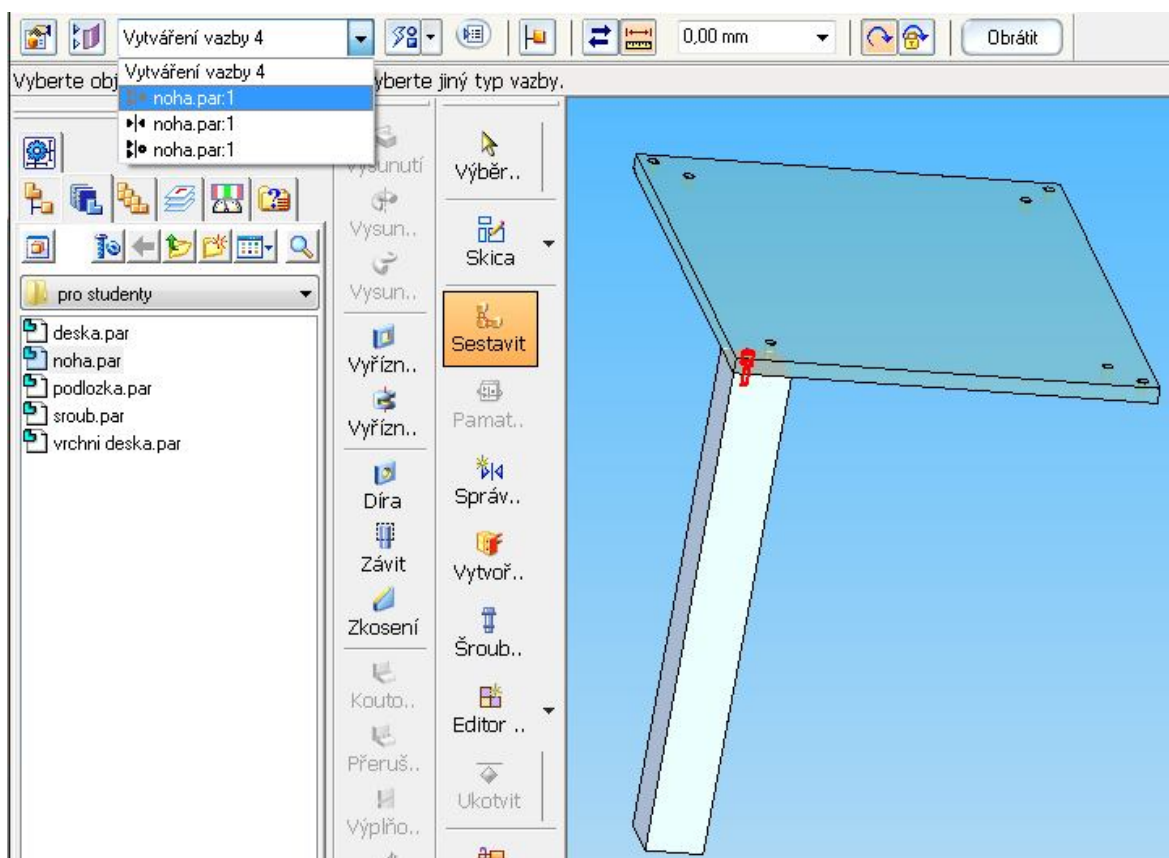 Vytváření vazby 4
0,00 mm
Obrátit
Vyberte obj
yberte jiný typ vazby.
Vytváření vazby 4
noha.par:1
noha.par:1
noha.par:1
pro studenty
deska.par
noha.par
podlozka.par
sroub.par
vrchni deska.par
Vysunutí
Vysun..
Vysun..
Vyřízn..
Vyřízn..
Díra
Závit
Zkosení
Kouto..
Přeruš..
Výplňo..
Výběr..
Skica
Sestavit
Pamat..
Správ..
Vytvoř..
Šroub..
Editor ..
Ukotvit